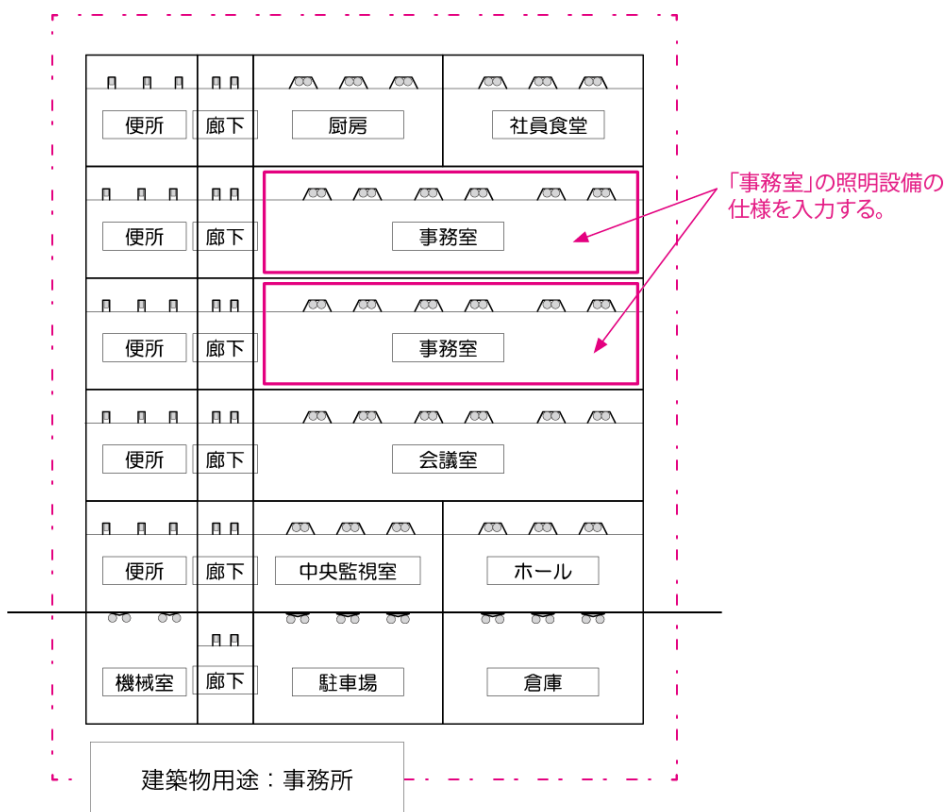 便所
廊下
厨房
社員食堂
便所
廊下
事務室
「事務室」の照明設備の
仕様を入力する。
便所
廊下
事務室
便所
廊下
会議室
便所
廊下
中央監視室
ホール
機械室
廊下
駐車場
倉庫
建築物用途：事務所